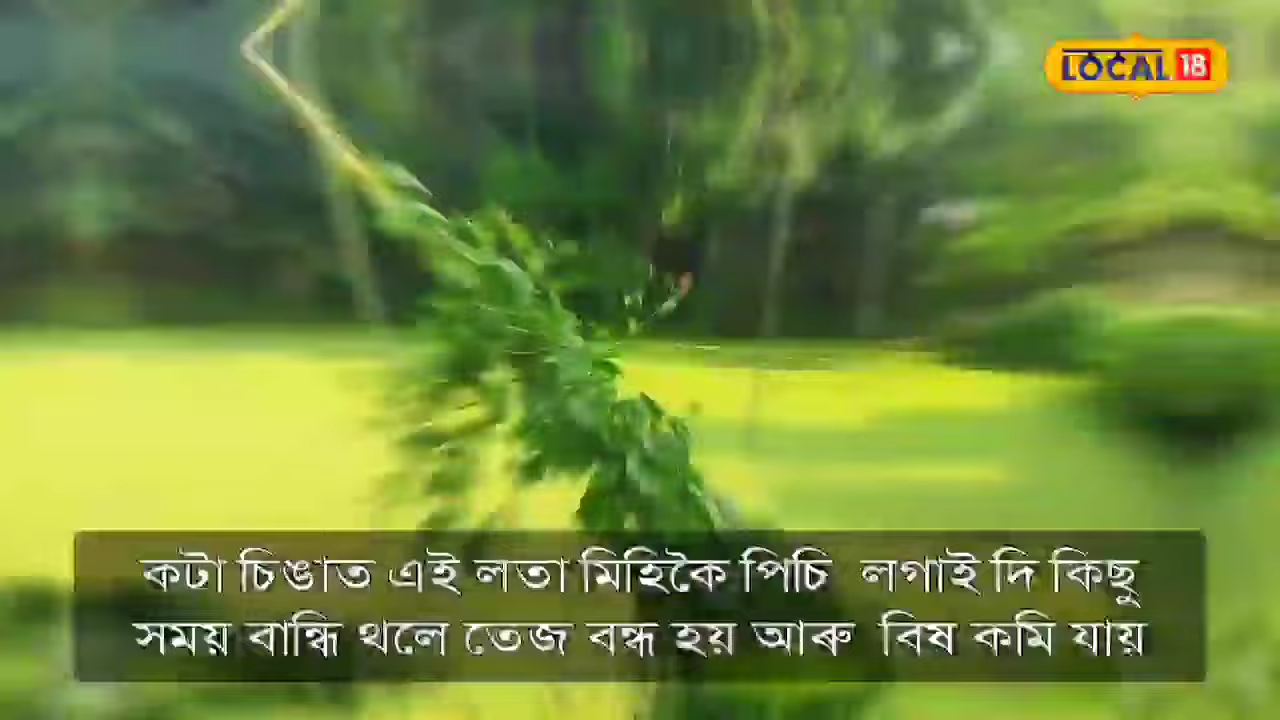 LOCAL 18
কটা চিঙাত এই লতা মিহিকৈ পিচি লগাই দি কিছু
সময় বান্ধি থলে তেজ বন্ধ হয় আৰু বিষ কমি যায়